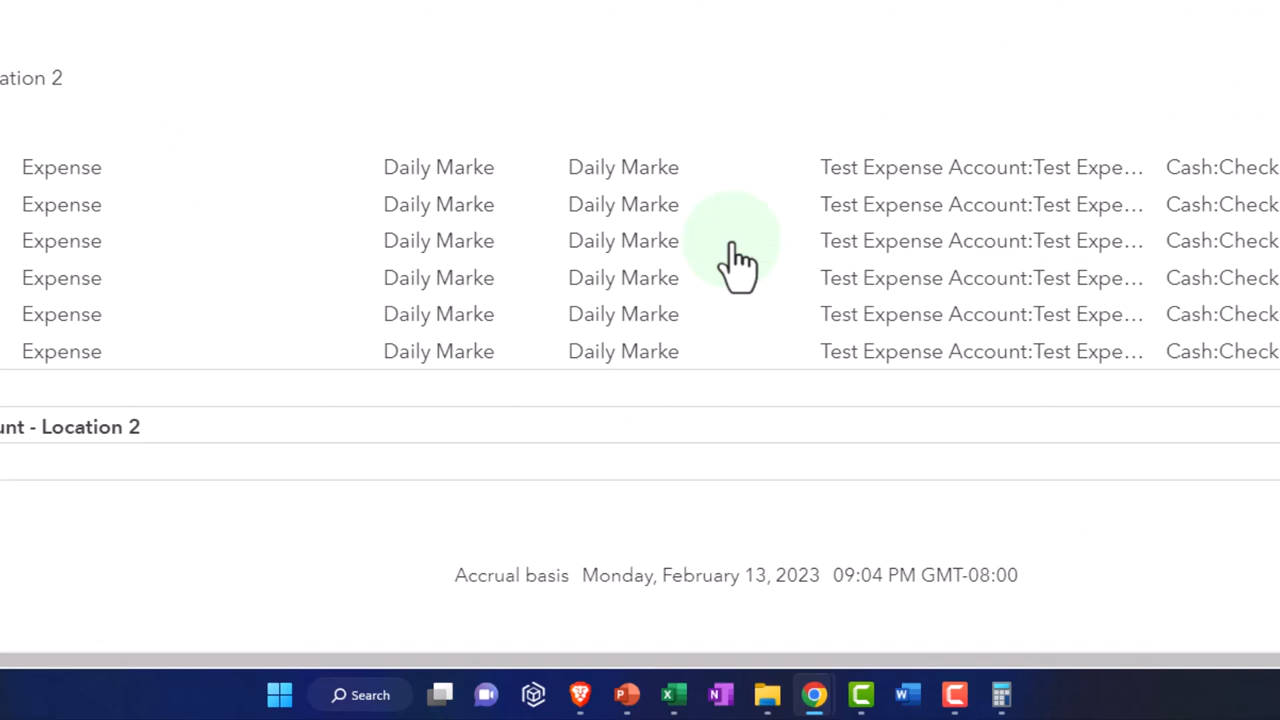 ation 2
Expense Daily Marke Daily Marke Test Expense Account:Test Expe... Cash:Check
Expense Daily Marke Daily Marke Test Expense Account:Test Expe... Cash:Check
Expense Daily Marke Daily Marke Test Expense Account:Test Expe... Cash:Check
Expense Daily Marke Daily Marke Test Expense Account:Test Expe... Cash:Check
Expense Daily Marke Daily Marke Test Expense Account:Test Expe... Cash:Check
Expense Daily Marke Daily Marke Test Expense Account:Test Expe... Cash:Check
unt - Location 2
Accrual basis Monday, February 13, 2023 09:04 PM GMT-08:00
Search